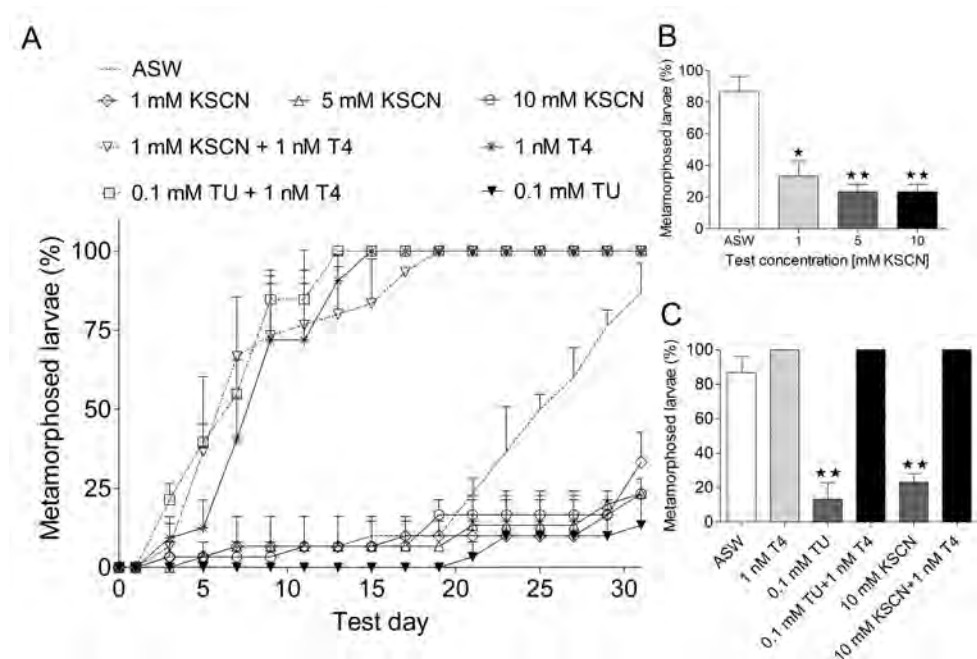 A
ASW
1 mM KSCN 5 mM KSCN 10 mM KSCN
1 mM KSCN + 1 nM T4 1 nM T4
0.1 mM TU + 1 nM T4 0.1 mM TU
Metamorphosed larvae (%)
100
75
50
25
0
0 5 10 15 20 25 30
Test day
B
Metamorphosed larvae (%)
100
80
60
40
20
0
★ ★★ ★★
ASW 1 5 10
Test concentration [mM KSCN]
C
Metamorphosed larvae (%)
100
80
60
40
20
0
★★ ★★
ASW
1 nM T4
0,1 mM TU
0.1 mM TU+1 nM T4
10 mM KSCN
10 mM KSCN+1 nM T4